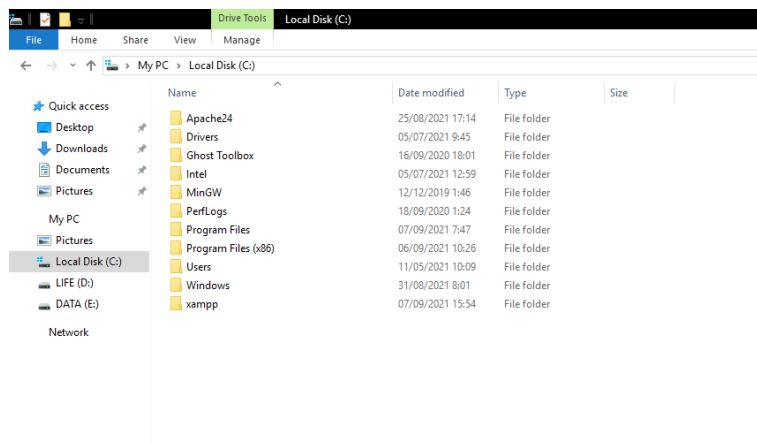 Drive Tools Local Disk (C:)
File Home Share View Manage
My PC Local Disk (C:)
Name Date modified Type Size
Quick access
Desktop
Downloads
Documents
Pictures
My PC
Pictures
Local Disk (C:)
LIFE (D:)
DATA (E:)
Network
Apache24 25/08/2021 17:14 File folder
Drivers 05/07/2021 9:45 File folder
Ghost Toolbox 16/09/2020 18:01 File folder
Intel 05/07/2021 12:59 File folder
MinGW 12/12/2019 1:46 File folder
PerfLogs 18/09/2020 1:24 File folder
Program Files 07/09/2021 7:47 File folder
Program Files (x86) 06/09/2021 10:26 File folder
Users 11/05/2021 10:09 File folder
Windows 31/08/2021 8:01 File folder
xampp 07/09/2021 15:54 File folder